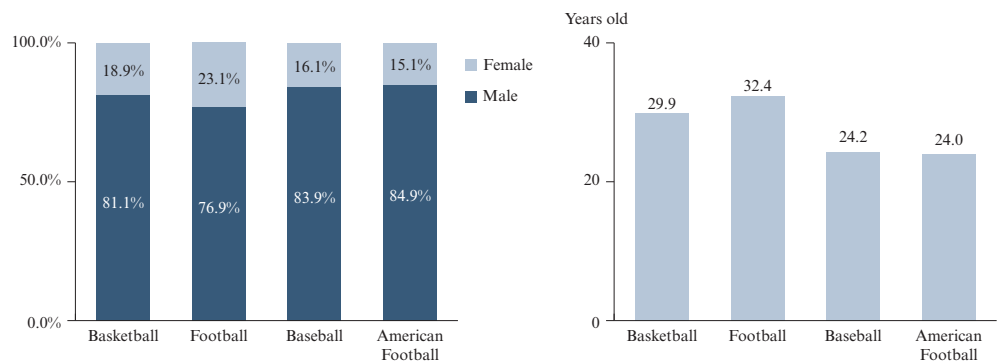 100.0%
50.0%
0.0%
18.9%
23.1%
16.1%
15.1%
81.1%
76.9%
83.9%
84.9%
Basketball
Football
Baseball
American
Football
Female
Male
Years old
40
20
0
29.9
32.4
24.2
24.0
Basketball
Football
Baseball
American
Football